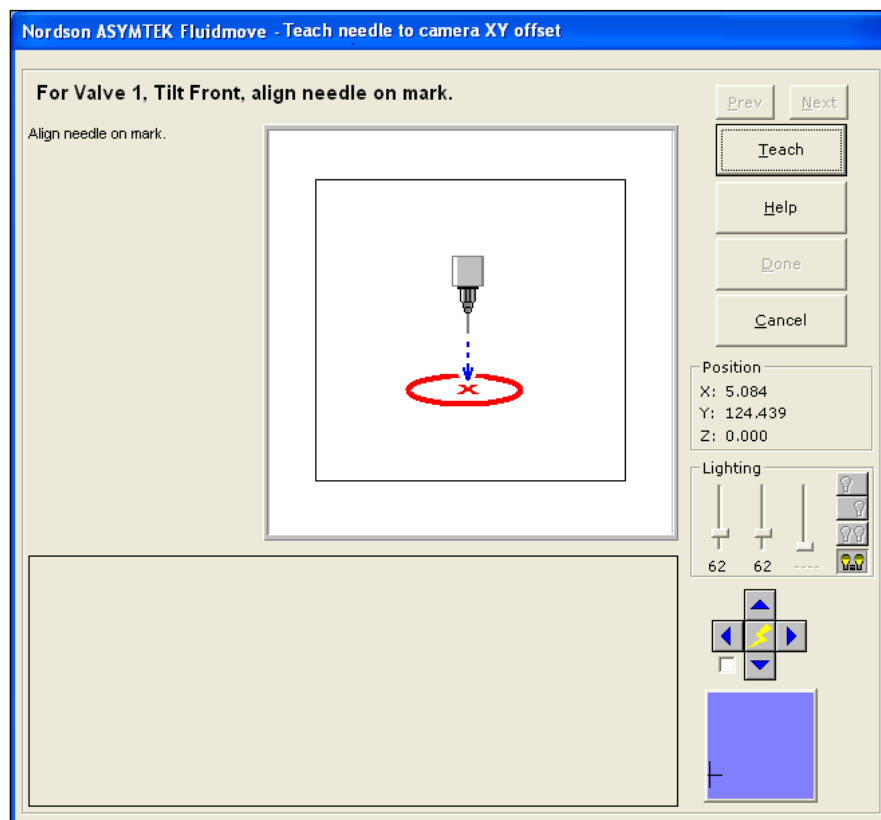 Nordson ASYMTEK Fluidmove - Teach needle to camera XY offset
For Valve 1, Tilt Front, align needle on mark.
Align needle on mark.
Prev Next
Teach
Help
Done
Cancel
Position
X: 5.084
Y: 124.439
Z: 0.000
Lighting
62 62 ----